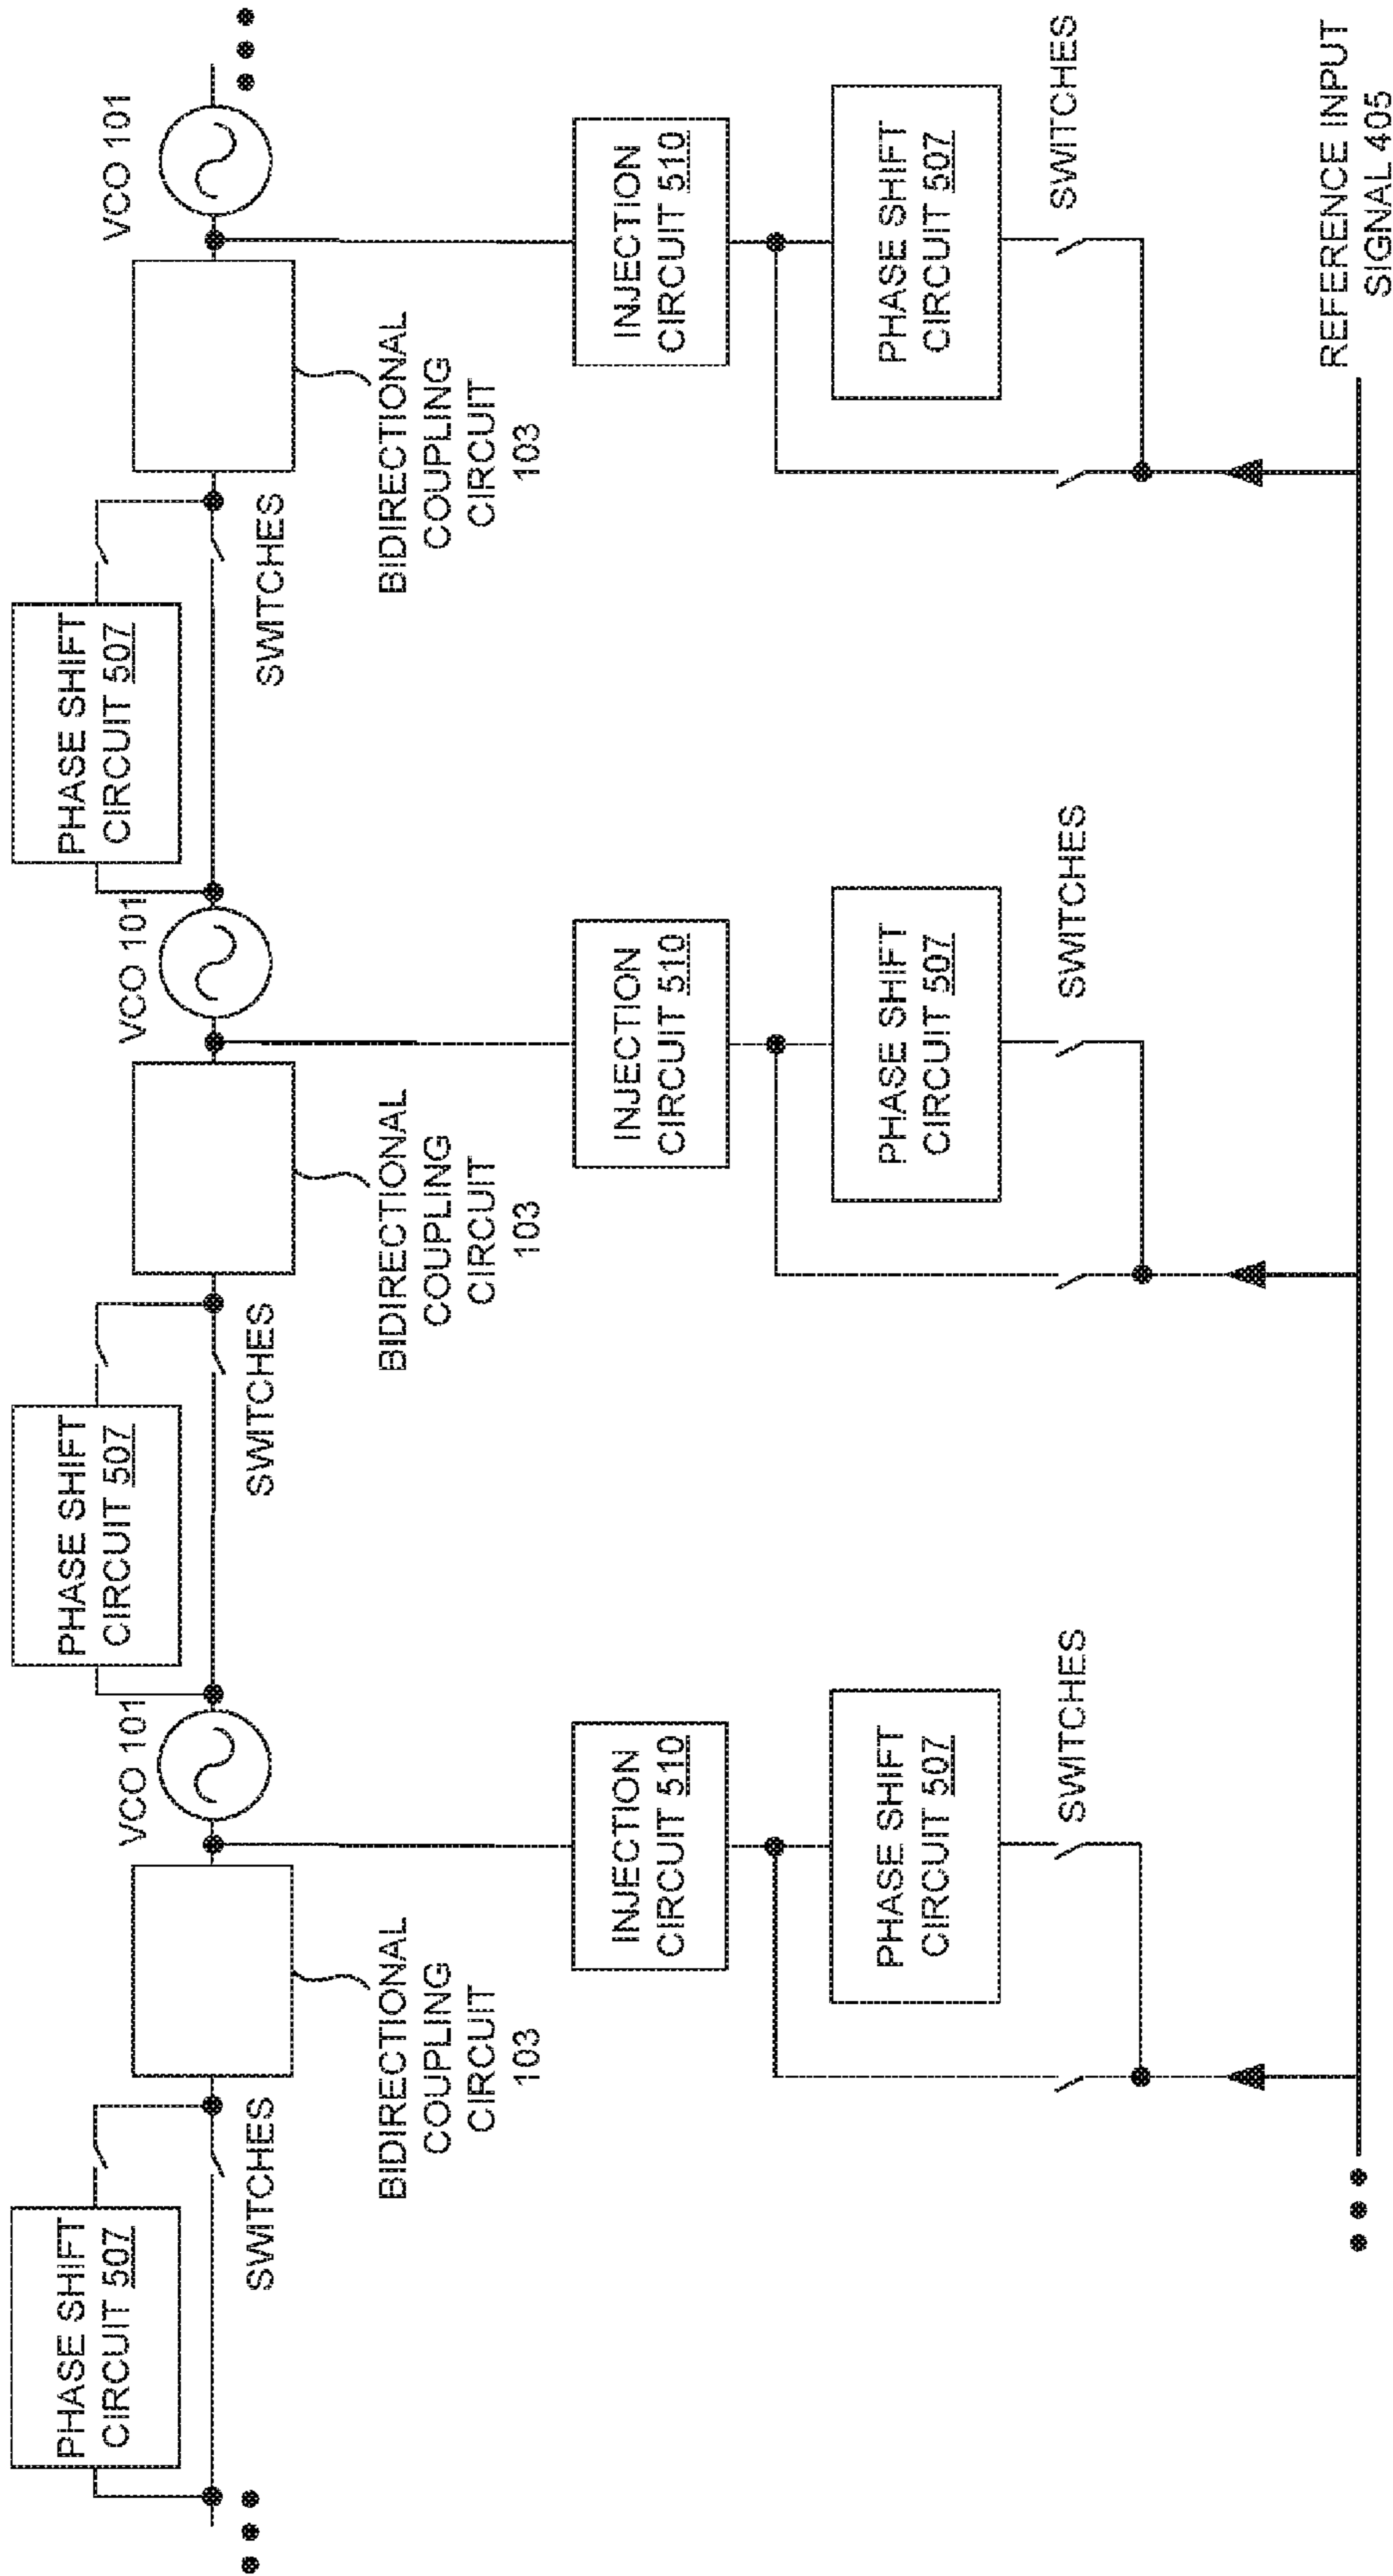 PHASE SHIFT
CIRCUIT 507
SWITCHES
BIDIRECTIONAL
COUPLING
CIRCUIT
103
VCO 101
PHASE SHIFT
CIRCUIT 507
SWITCHES
BIDIRECTIONAL
COUPLING
CIRCUIT
103
VCO 101
PHASE SHIFT
CIRCUIT 507
SWITCHES
BIDIRECTIONAL
COUPLING
CIRCUIT
103
VCO 101
INJECTION
CIRCUIT 510
PHASE SHIFT
CIRCUIT 507
SWITCHES
INJECTION
CIRCUIT 510
PHASE SHIFT
CIRCUIT 507
SWITCHES
INJECTION
CIRCUIT 510
PHASE SHIFT
CIRCUIT 507
SWITCHES
REFERENCE INPUT
SIGNAL 405